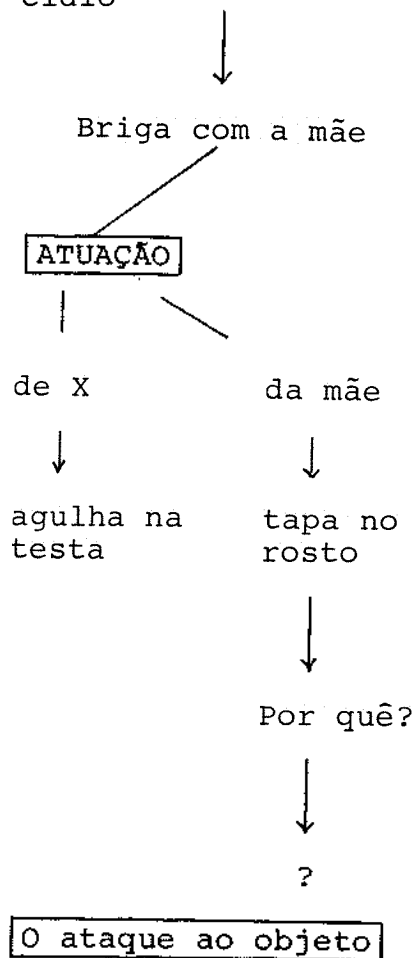 Briga com a mãe
ATUAÇÃO
de X
da mãe
agulha na
testa
tapa no
rosto
Por quê?
?
O ataque ao objeto